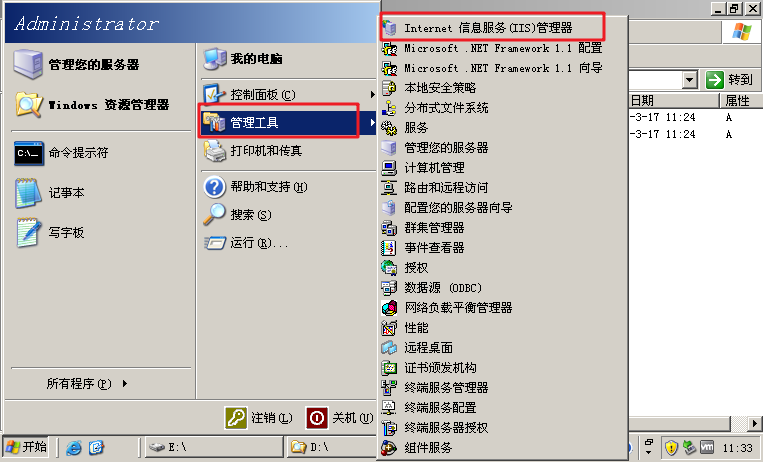 Administrator
管理您的服务器
Windows 资源管理器
命令提示符
记事本
写字板
所有程序(P)
我的电脑
控制面板(C)
管理工具
打印机和传真
帮助和支持(H)
搜索(S)
运行(R)...
注销(L)
关机(U)
Internet 信息服务(IIS)管理器
Microsoft .NET Framework 1.1 配置
Microsoft .NET Framework 1.1 向导
本地安全策略
分布式文件系统
服务
管理您的服务器
计算机管理
路由和远程访问
配置您的服务器向导
群集管理器
事件查看器
授权
数据源 (ODBC)
网络负载平衡管理器
性能
远程桌面
证书颁发机构
终端服务管理器
终端服务配置
终端服务器授权
组件服务
转到
日期 属性
-3-17 11:24 A
-3-17 11:24 A
开始
E:\
D:\
11:33